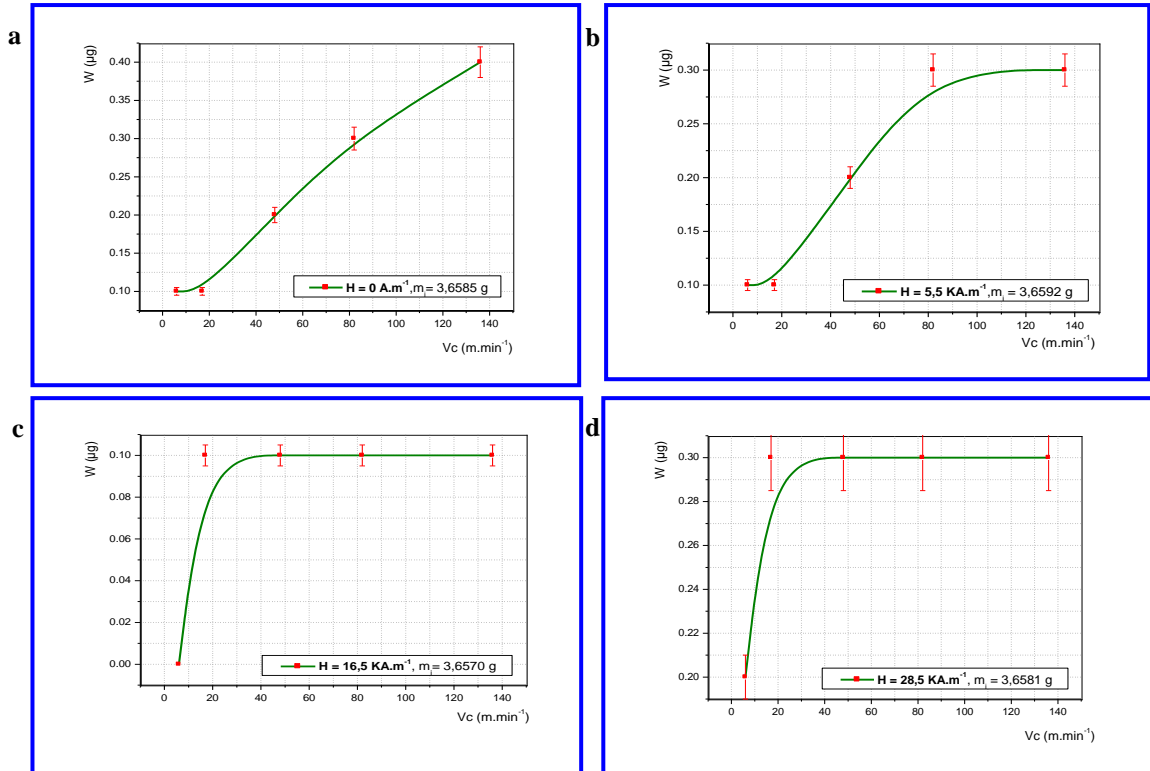 a
W (µg)
0.40
0.35
0.30
0.25
0.20
0.15
0.10
0 20 40 60 80 100 120 140
Vc (m.min⁻¹)
H = 0 A.m⁻¹,mᵢ= 3,6585 g
b
W (µg)
0.30
0.25
0.20
0.15
0.10
0 20 40 60 80 100 120 140
Vc (m.min⁻¹)
H = 5,5 KA.m⁻¹,mᵢ= 3,6592 g
c
W (µg)
0.10
0.08
0.06
0.04
0.02
0.00
0 20 40 60 80 100 120 140
Vc (m.min⁻¹)
H = 16,5 KA.m⁻¹, mᵢ= 3,6570 g
d
W (µg)
0.30
0.28
0.26
0.24
0.22
0.20
0 20 40 60 80 100 120 140
Vc (m.min⁻¹)
H = 28,5 KA.m⁻¹, mᵢ= 3,6581 g